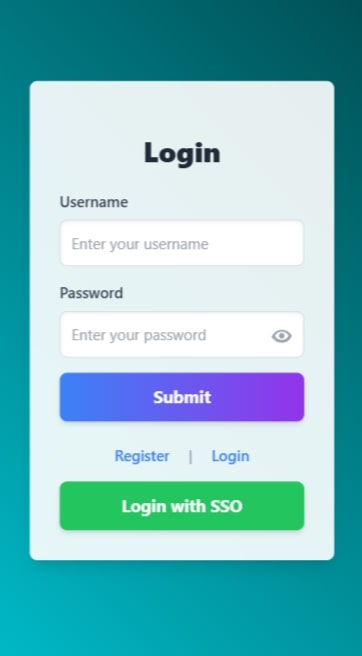 Login
Username
Enter your username
Password
Enter your password
Submit
Register | Login
Login with SSO